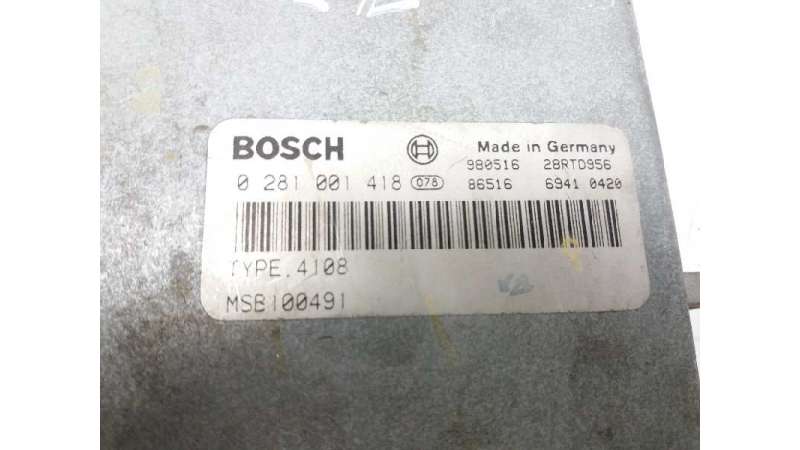 BOSCH Made in Germany
980516 28RTD956
0 281 001 418 078 86516 6941 0420
TYPE.4108
MSB100491